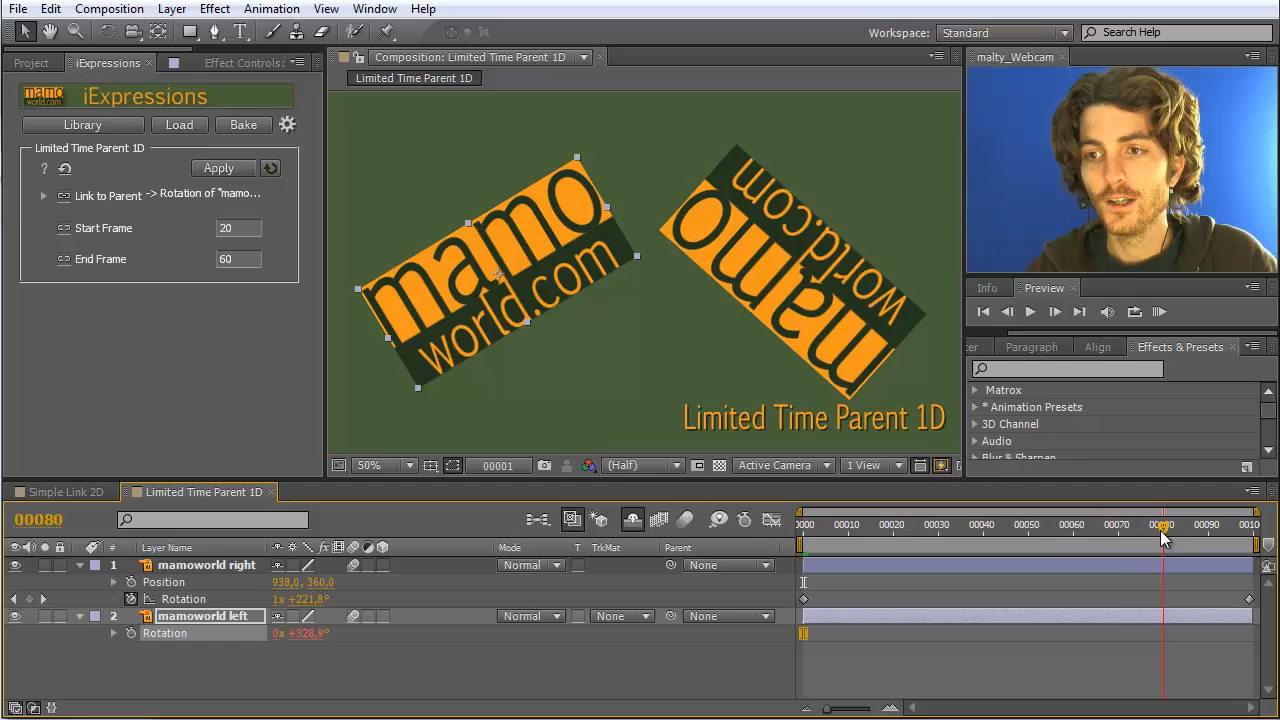 File Edit Composition Layer Effect Animation View Window Help
Workspace: Standard Search Help
Project iExpressions Effect Controls:
Composition: Limited Time Parent 1D
malty_Webcam
Limited Time Parent 1D
mamo world.com iExpressions
Library Load Bake
Limited Time Parent 1D
? Apply
Link to Parent -> Rotation of "mamo...
Start Frame 20
End Frame 60
mamo
world.com
mamo
world.com
Limited Time Parent 1D
50% 00001 (Half) Active Camera 1 View
Info Preview
ter Paragraph Align Effects & Presets
Matrox
* Animation Presets
3D Channel
Audio
Blur & Sharpen
Simple Link 2D Limited Time Parent 1D
00080
0000 00010 00020 00030 00040 00050 00060 00070 00080 00090 0010
# Layer Name Mode T TrkMat Parent
1 mamoworld right Normal None
Position 938,0, 360,0
Rotation 1x +221,8°
2 mamoworld left Normal None None
Rotation 0x +328,9°